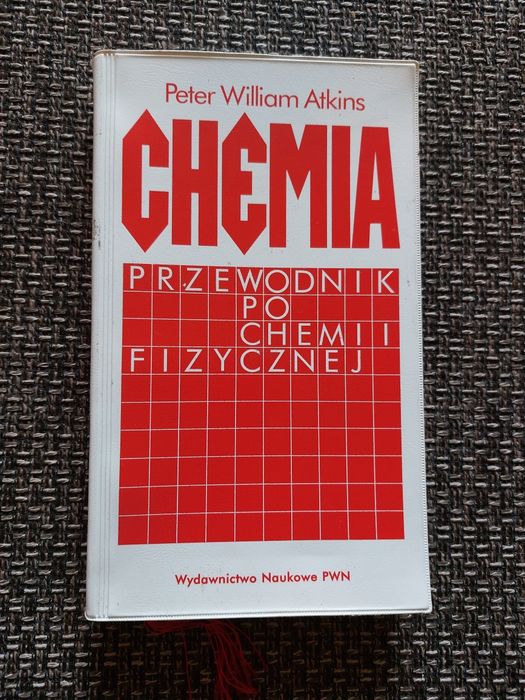 Peter William Atkins
CHEMIA
PRZEWODNIK
PO
CHEMII
FIZYCZNEJ
Wydawnictwo Naukowe PWN